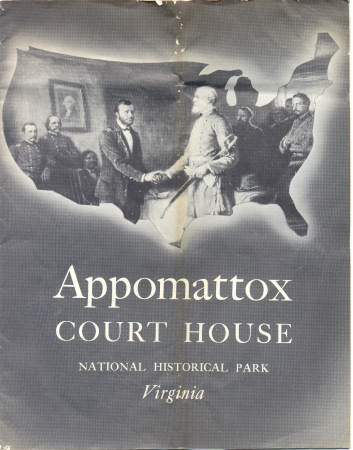 Appomattox
COURT HOUSE
NATIONAL HISTORICAL PARK
Virginia